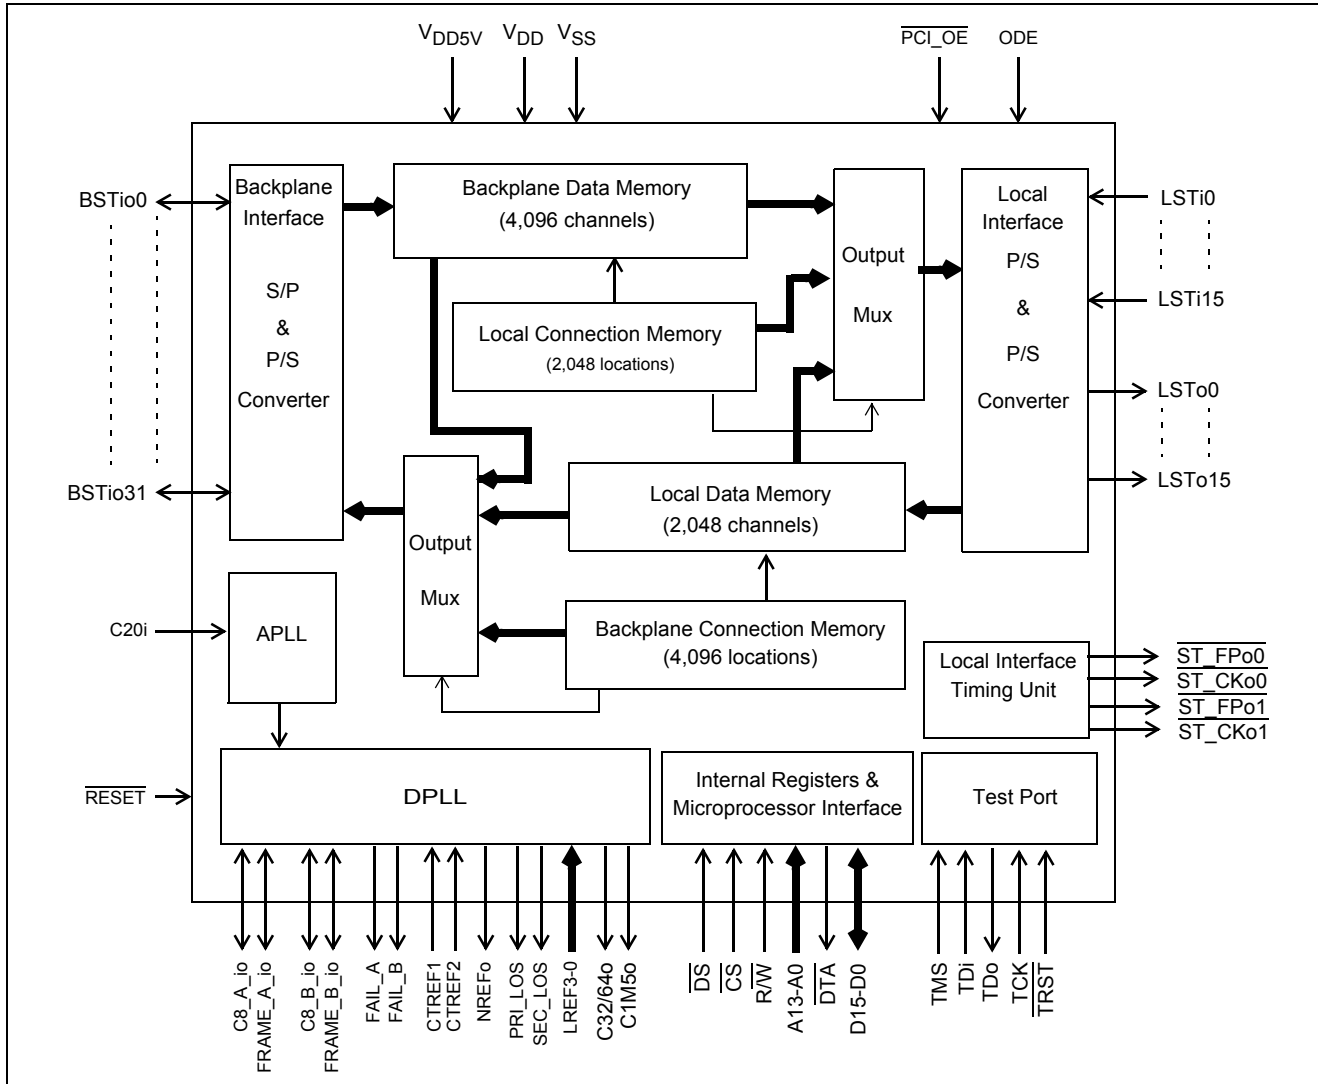 VDD5V VDD VSS PCI_OE ODE
BSTio0
BSTio31
Backplane
Interface
S/P
&
P/S
Converter
Backplane Data Memory
(4,096 channels)
Local Connection Memory
(2,048 locations)
Output
Mux
Local
Interface
P/S
&
P/S
Converter
LSTi0
LSTi15
LSTo0
LSTo15
Output
Mux
Local Data Memory
(2,048 channels)
Backplane Connection Memory
(4,096 locations)
C20i
APLL
Local Interface
Timing Unit
ST_FPo0
ST_CKo0
ST_FPo1
ST_CKo1
RESET
DPLL
Internal Registers &
Microprocessor Interface
Test Port
C8_A_io
FRAME_A_io
C8_B_io
FRAME_B_io
FAIL_A
FAIL_B
CTREF1
CTREF2
NREFo
PRI_LOS
SEC_LOS
LREF3-0
C32/64o
C1M5o
DS
CS
R/W
A13-A0
DTA
D15-D0
TMS
TDi
TDo
TCK
TRST